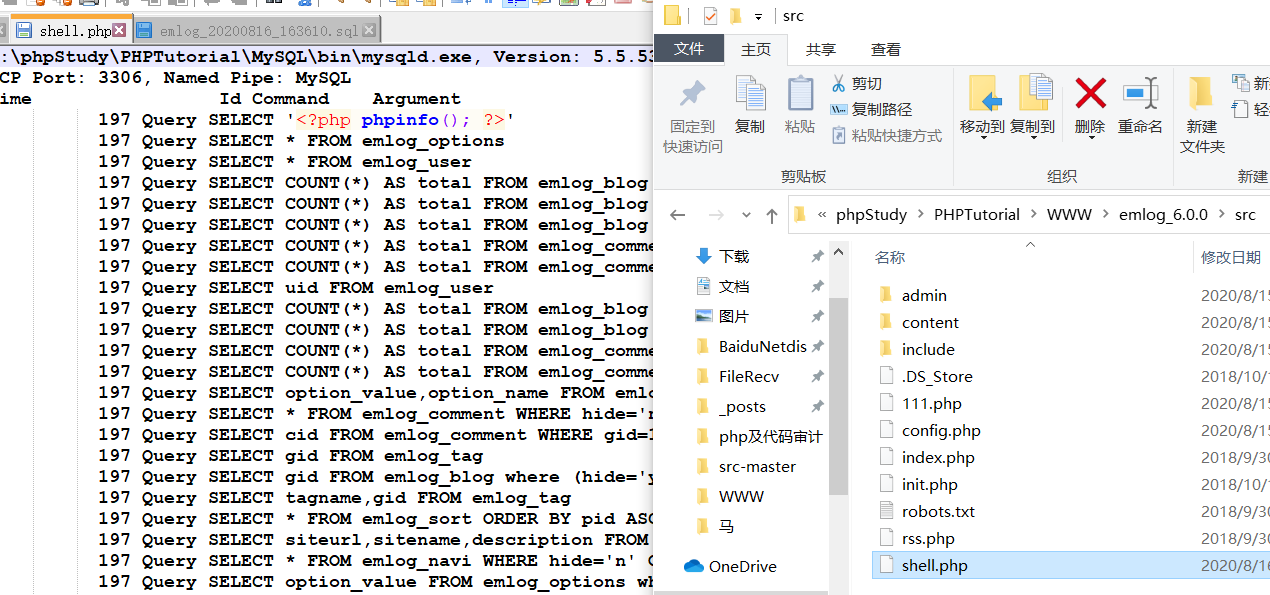 shell.php
emlog_20200816_163610.sql
:\phpStudy\PHPTutorial\MySQL\bin\mysqld.exe, Version: 5.5.53
CP Port: 3306, Named Pipe: MySQL
ime Id Command Argument
197 Query SELECT '<?php phpinfo(); ?>'
197 Query SELECT * FROM emlog_options
197 Query SELECT * FROM emlog_user
197 Query SELECT COUNT(*) AS total FROM emlog_blog
197 Query SELECT COUNT(*) AS total FROM emlog_blog
197 Query SELECT COUNT(*) AS total FROM emlog_blog
197 Query SELECT COUNT(*) AS total FROM emlog_comme
197 Query SELECT COUNT(*) AS total FROM emlog_comme
197 Query SELECT uid FROM emlog_user
197 Query SELECT COUNT(*) AS total FROM emlog_blog
197 Query SELECT COUNT(*) AS total FROM emlog_blog
197 Query SELECT COUNT(*) AS total FROM emlog_comme
197 Query SELECT COUNT(*) AS total FROM emlog_comme
197 Query SELECT option_value,option_name FROM emlo
197 Query SELECT * FROM emlog_comment WHERE hide='n
197 Query SELECT cid FROM emlog_comment WHERE gid=1
197 Query SELECT gid FROM emlog_tag
197 Query SELECT gid FROM emlog_blog where (hide='y
197 Query SELECT tagname,gid FROM emlog_tag
197 Query SELECT * FROM emlog_sort ORDER BY pid ASC
197 Query SELECT siteurl,sitename,description FROM
197 Query SELECT * FROM emlog_navi WHERE hide='n' O
197 Query SELECT option_value FROM emlog_options wh
src
文件 主页 共享 查看
固定到
快速访问
复制
粘贴
剪切
复制路径
粘贴快捷方式
剪贴板
移动到 复制到 删除 重命名
组织
新建
文件夹
新
轻
新建
« phpStudy > PHPTutorial > WWW > emlog_6.0.0 > src
下载
文档
图片
BaiduNetdis
FileRecv
_posts
php及代码审计
src-master
WWW
马
OneDrive
名称 修改日期
admin 2020/8/15
content 2020/8/15
include 2020/8/15
.DS_Store 2018/10/1
111.php 2020/8/15
config.php 2020/8/15
index.php 2018/9/30
init.php 2018/10/1
robots.txt 2018/9/30
rss.php 2018/9/30
shell.php 2020/8/16